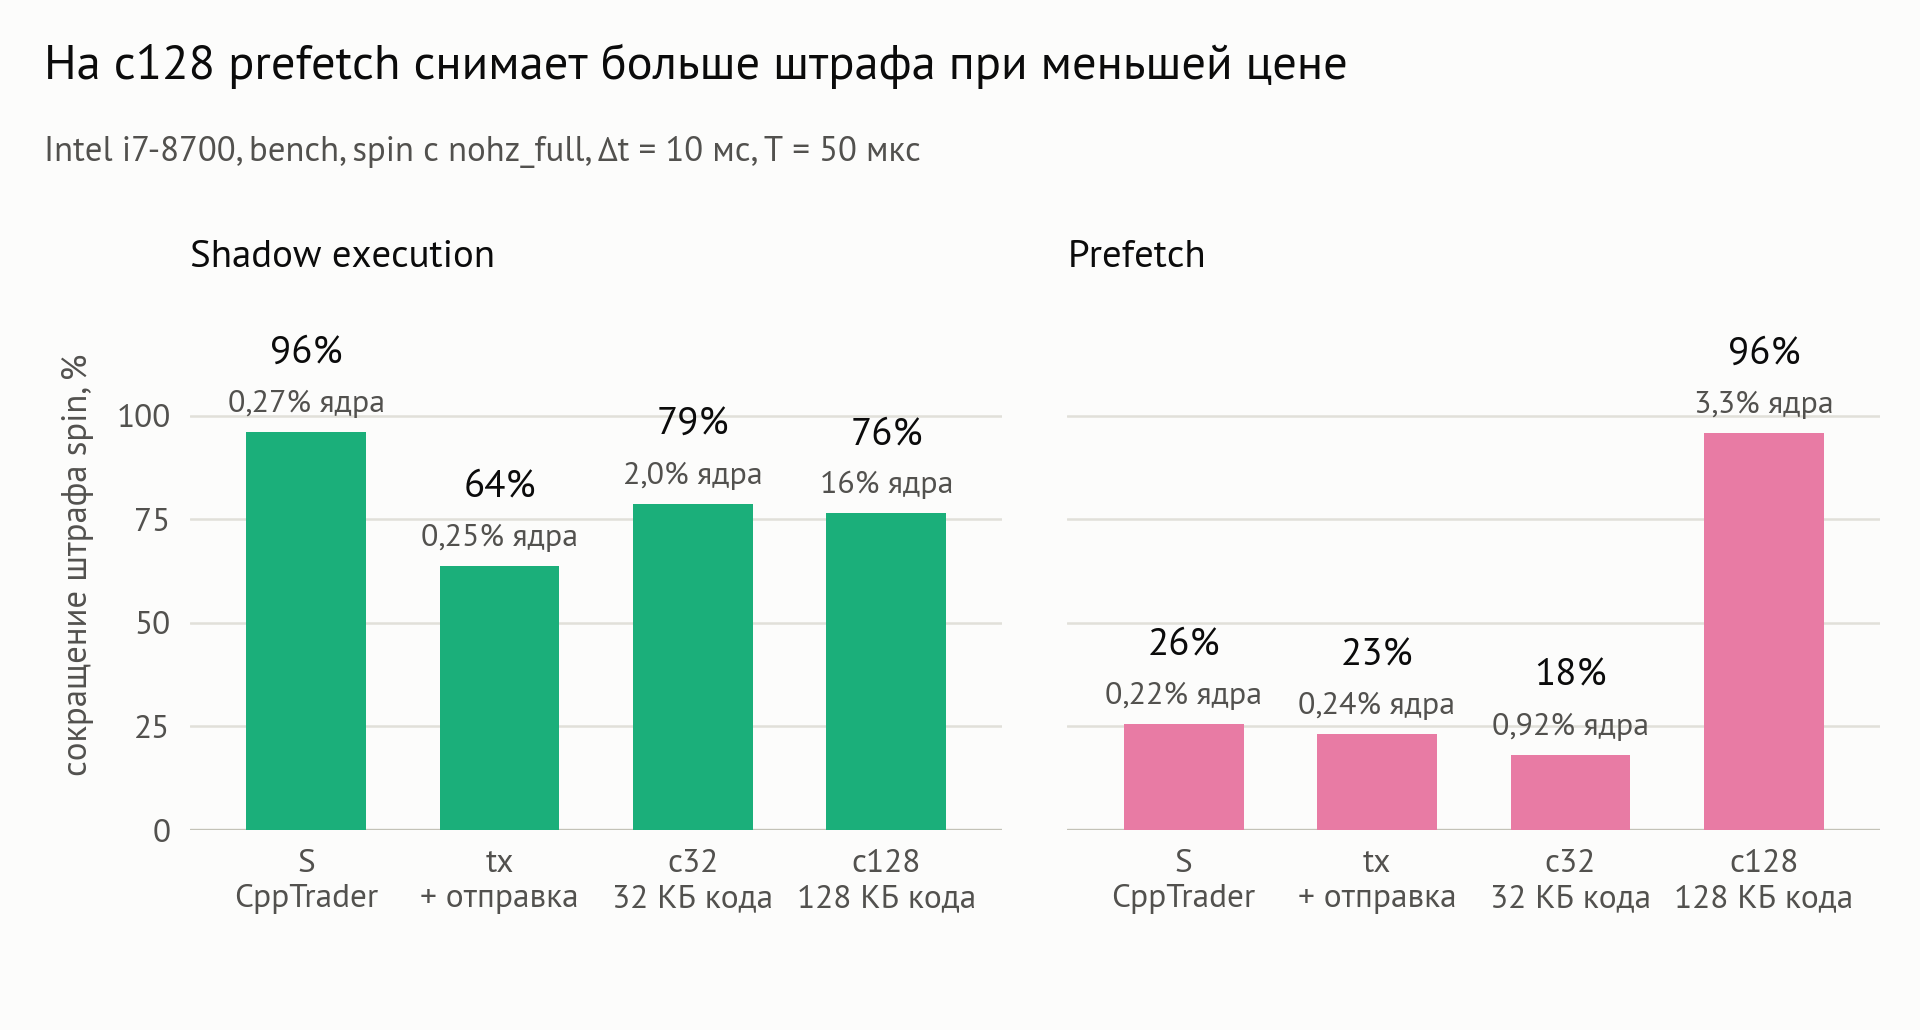 На c128 prefetch снимает больше штрафа при меньшей цене
Intel i7-8700, bench, spin с nohz_full, Δt = 10 мс, T = 50 мкс
Shadow execution
сокращение штрафа spin, %
100
75
50
25
0
96%
0,27% ядра
64%
0,25% ядра
79%
2,0% ядра
76%
16% ядра
S
CppTrader
tx
+ отправка
c32
32 КБ кода
c128
128 КБ кода
Prefetch
26%
0,22% ядра
23%
0,24% ядра
18%
0,92% ядра
96%
3,3% ядра
S
CppTrader
tx
+ отправка
c32
32 КБ кода
c128
128 КБ кода